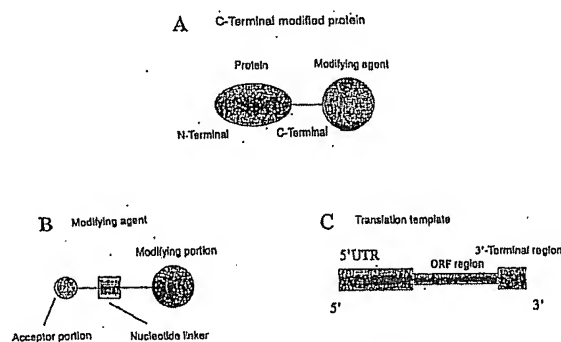 A C-Terminal modified protein
Protein Modifying agent
N-Terminal C-Terminal
B Modifying agent
Modifying portion
Acceptor portion Nucleotide linker
C Translation template
5'UTR ORF region 3'-Terminal region
5' 3'